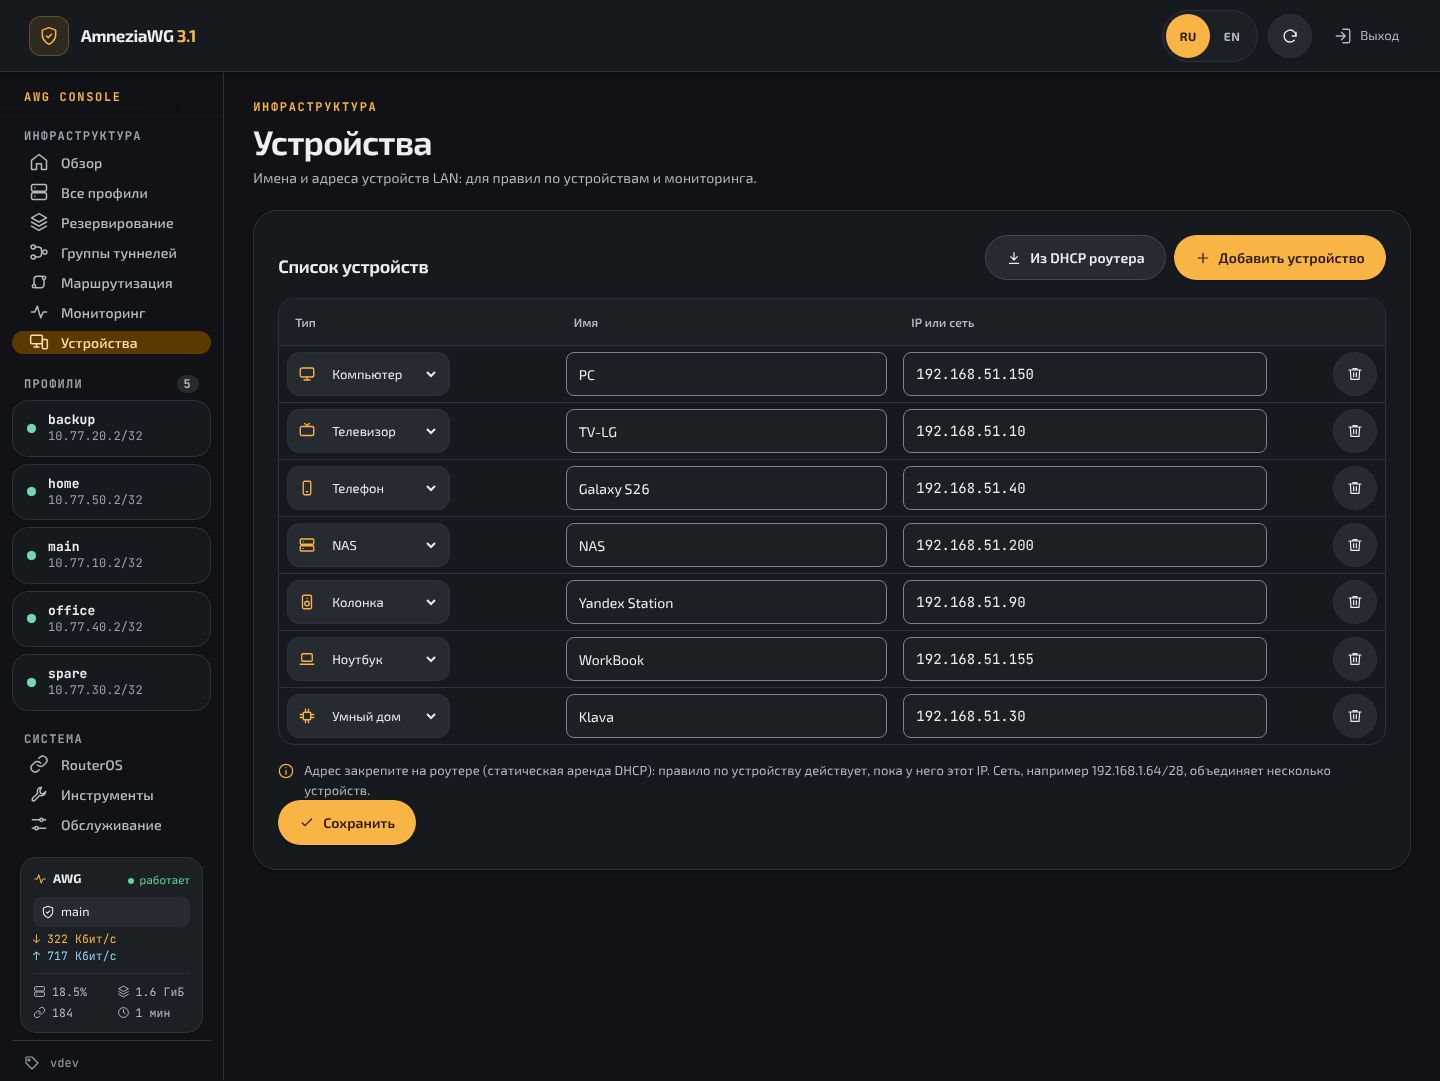 AmneziaWG 3.1
RU EN
Выход
AWG CONSOLE
ИНФРАСТРУКТУРА
Обзор
Все профили
Резервирование
Группы туннелей
Маршрутизация
Мониторинг
Устройства
ПРОФИЛИ 5
backup
10.77.20.2/32
home
10.77.50.2/32
main
10.77.10.2/32
office
10.77.40.2/32
spare
10.77.30.2/32
СИСТЕМА
RouterOS
Инструменты
Обслуживание
AWG работает
main
↓ 322 Кбит/с
↑ 717 Кбит/с
18.5% 1.6 ГиБ
184 1 мин
vdev
ИНФРАСТРУКТУРА
Устройства
Имена и адреса устройств LAN: для правил по устройствам и мониторинга.
Список устройств
Из DHCP роутера
Добавить устройство
Тип Имя IP или сеть
Компьютер PC 192.168.51.150
Телевизор TV-LG 192.168.51.10
Телефон Galaxy S26 192.168.51.40
NAS NAS 192.168.51.200
Колонка Yandex Station 192.168.51.90
Ноутбук WorkBook 192.168.51.155
Умный дом Klava 192.168.51.30
Адрес закрепите на роутере (статическая аренда DHCP): правило по устройству действует, пока у него этот IP. Сеть, например 192.168.1.64/28, объединяет несколько
устройств.
Сохранить